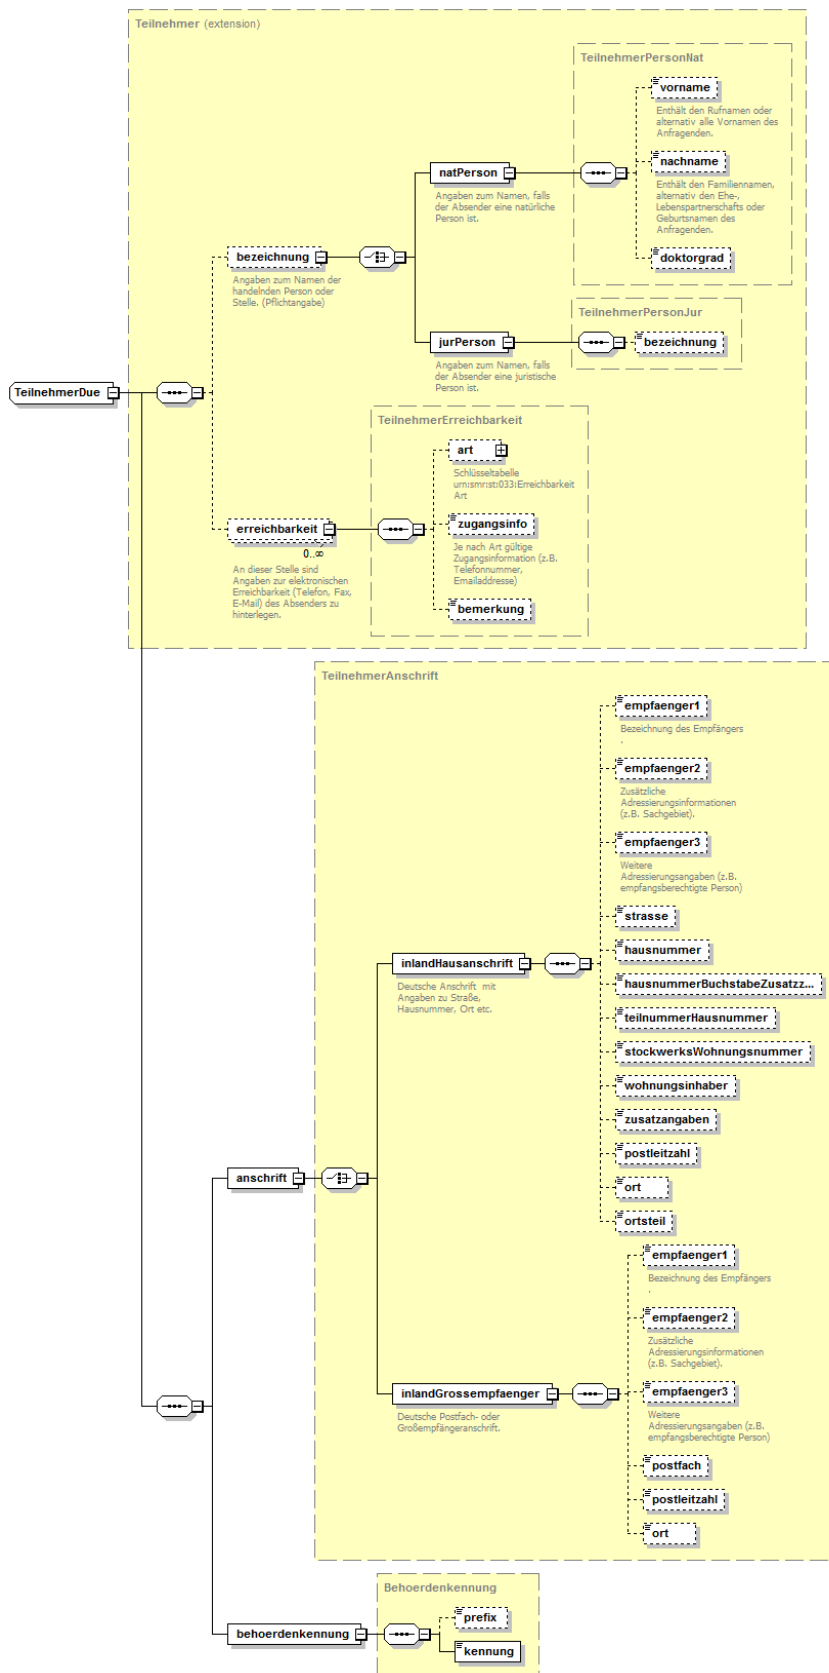 Teilnehmer (extension)
TeilnehmerPersonNat
vorname
Enthält den Rufnamen oder
alternativ alle Vornamen des
Anfragenden.
nachname
Enthält den Familiennamen,
alternativ den Ehe-,
Lebenspartnerschafts oder
Geburtsnamen des
Anfragenden.
doktorgrad
natPerson
Angaben zum Namen, falls
der Absender eine natürliche
Person ist.
bezeichnung
Angaben zum Namen der
handelnden Person oder
Stelle. (Pflichtangabe)
TeilnehmerPersonJur
jurPerson
bezeichnung
Angaben zum Namen, falls
der Absender eine juristische
Person ist.
TeilnehmerDue
TeilnehmerErreichbarkeit
art
Schlüsseltabelle
urn:smr:st:033:Erreichbarkeit
Art
erreichbarkeit
0..∞
An dieser Stelle sind
Angaben zur elektronischen
Erreichbarkeit (Telefon, Fax,
E-Mail) des Absenders zu
hinterlegen.
zugangsinfo
Je nach Art gültige
Zugangsinformation (z.B.
Telefonnummer,
Emailaddresse)
bemerkung
TeilnehmerAnschrift
empfaenger1
Bezeichnung des Empfängers
.
empfaenger2
Zusätzliche
Adressierungsinformationen
(z.B. Sachgebiet).
empfaenger3
Weitere
Adressierungsangaben (z.B.
empfangsberechtigte Person)
strasse
hausnummer
inlandHausanschrift
Deutsche Anschrift mit
Angaben zu Straße,
Hausnummer, Ort etc.
hausnummerBuchstabeZusatzz...
teilnummerHausnummer
stockwerksWohnungsnummer
wohnungsinhaber
zusatzangaben
postleitzahl
ort
ortsteil
anschrift
empfaenger1
Bezeichnung des Empfängers
.
empfaenger2
Zusätzliche
Adressierungsinformationen
(z.B. Sachgebiet).
inlandGrossempfaenger
Deutsche Postfach- oder
Großempfängeranschrift.
empfaenger3
Weitere
Adressierungsangaben (z.B.
empfangsberechtigte Person)
postfach
postleitzahl
ort
Behoerdenkennung
behoerdenkennung
prefix
kennung